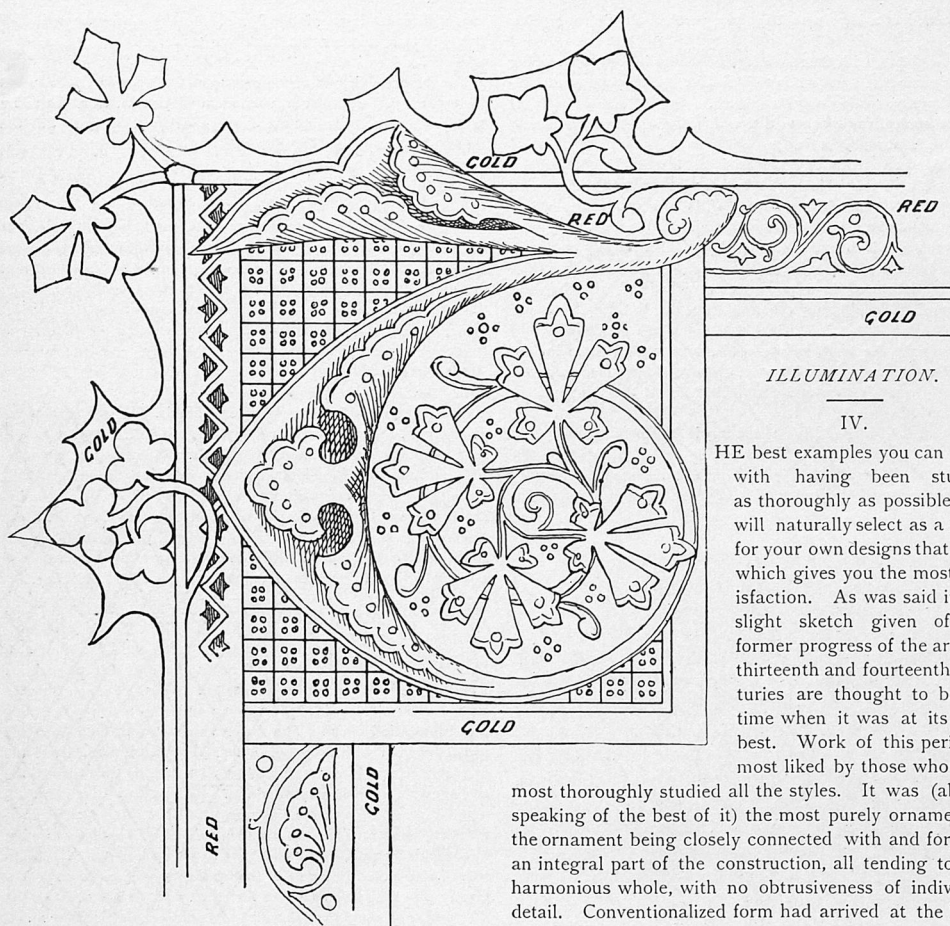 GOLD
RED
RED
GOLD
GOLD
ILLUMINATION.
IV.
HE best examples you can
with having been stu
as thoroughly as possible
will naturally select as a
for your own designs that
which gives you the most
isfaction. As was said i
slight sketch given of
former progress of the ar
thirteenth and fourteenth
turies are thought to b
time when it was at its
best. Work of this peri
most liked by those who
most thoroughly studied all the styles. It was (al
speaking of the best of it) the most purely orname
the ornament being closely connected with and for
an integral part of the construction, all tending to
harmonious whole, with no obtrusiveness of indiv
detail. Conventionalized form had arrived at the
GOLD
GOLD
RED